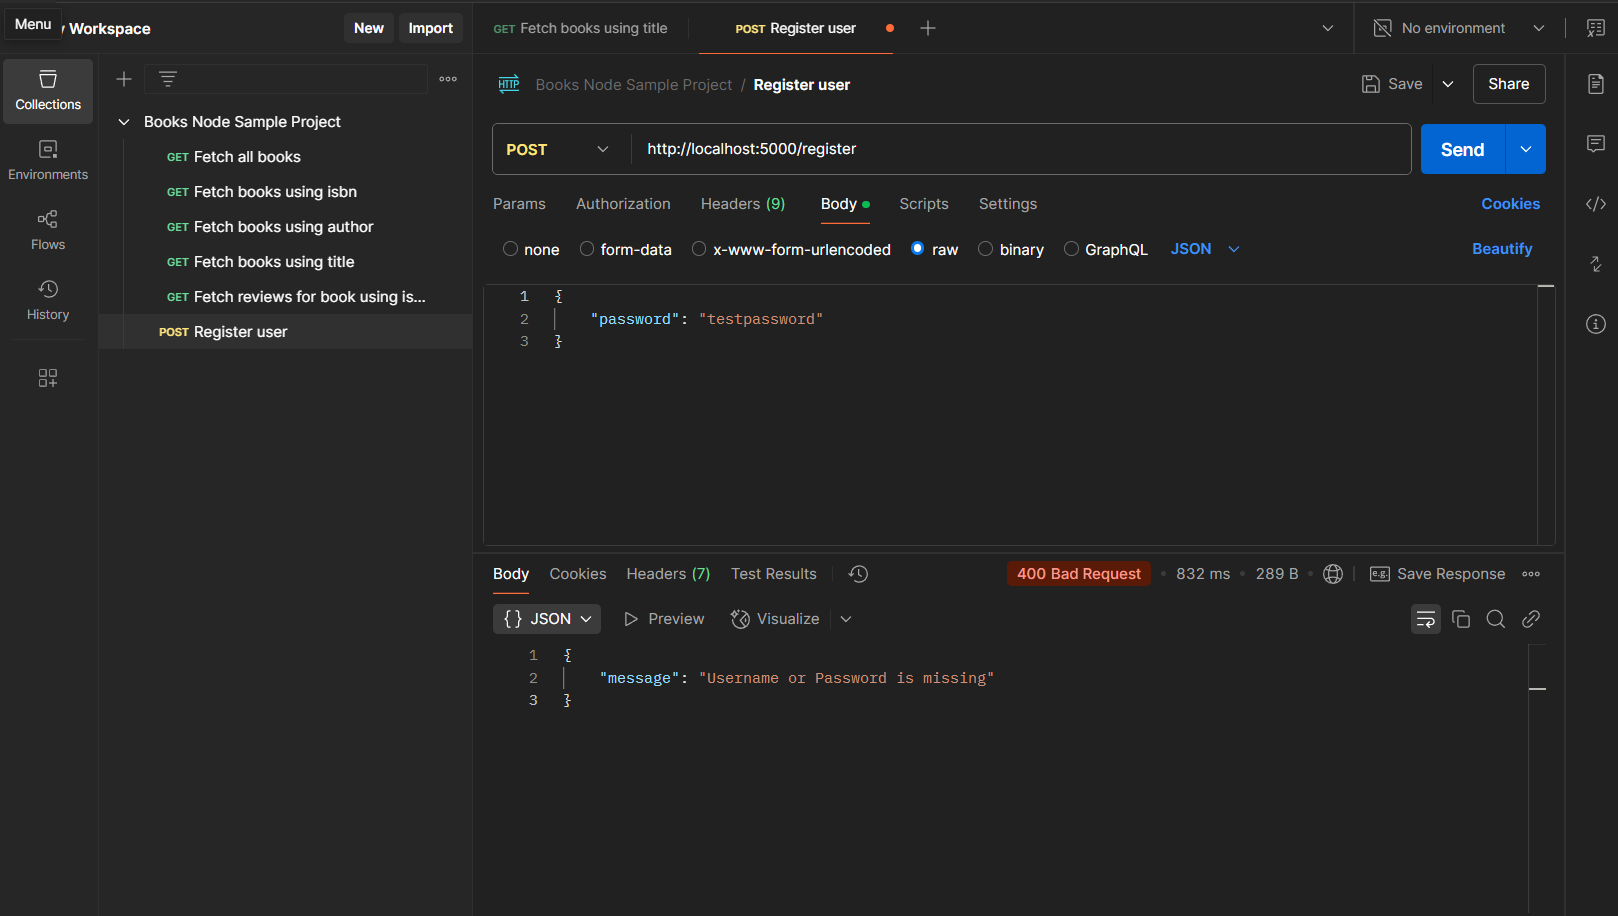 Menu
y Workspace
New
Import
GET Fetch books using title
POST Register user
No environment
Collections
Environments
Flows
History
Books Node Sample Project
GET Fetch all books
GET Fetch books using isbn
GET Fetch books using author
GET Fetch books using title
GET Fetch reviews for book using is...
POST Register user
HTTP Books Node Sample Project / Register user
Save
Share
POST
http://localhost:5000/register
Send
Params Authorization Headers (9) Body Scripts Settings
Cookies
none form-data x-www-form-urlencoded raw binary GraphQL JSON
Beautify
1 {
2 "password": "testpassword"
3 }
Body Cookies Headers (7) Test Results
400 Bad Request • 832 ms • 289 B •
e.g. Save Response
{} JSON Preview Visualize
1 {
2 "message": "Username or Password is missing"
3 }